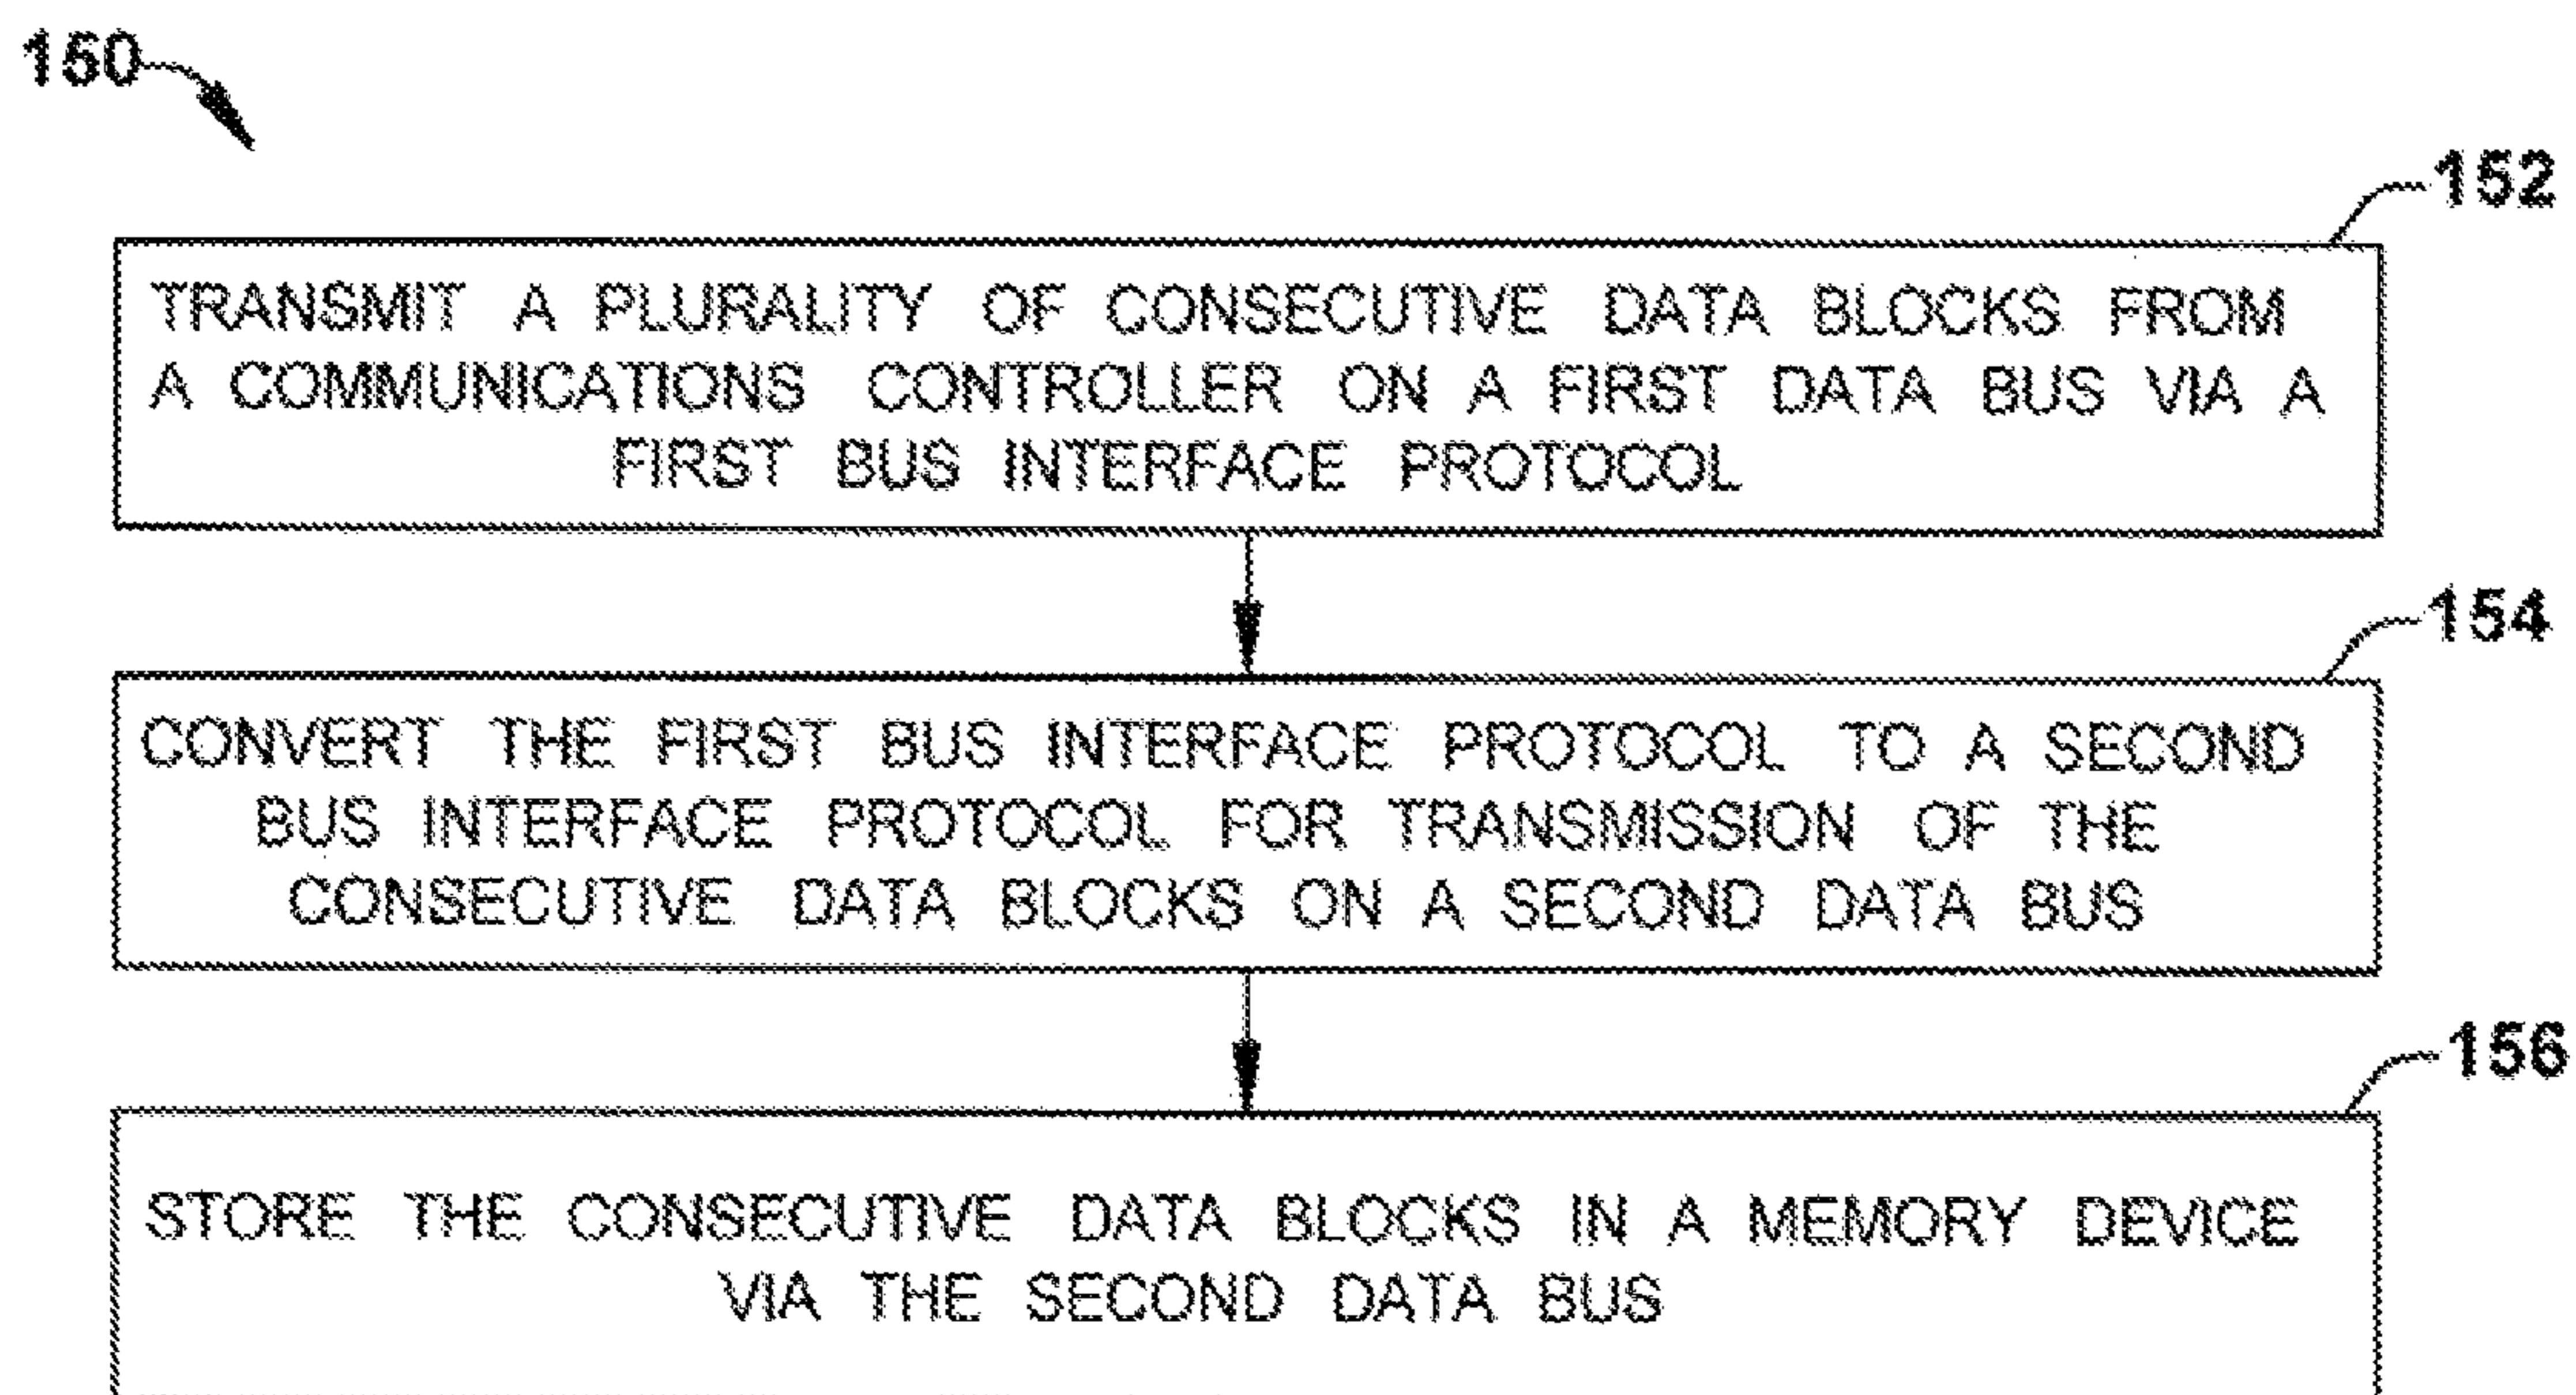 150
152
TRANSMIT A PLURALITY OF CONSECUTIVE DATA BLOCKS FROM
A COMMUNICATIONS CONTROLLER ON A FIRST DATA BUS VIA A
FIRST BUS INTERFACE PROTOCOL
154
CONVERT THE FIRST BUS INTERFACE PROTOCOL TO A SECOND
BUS INTERFACE PROTOCOL FOR TRANSMISSION OF THE
CONSECUTIVE DATA BLOCKS ON A SECOND DATA BUS
156
STORE THE CONSECUTIVE DATA BLOCKS IN A MEMORY DEVICE
VIA THE SECOND DATA BUS